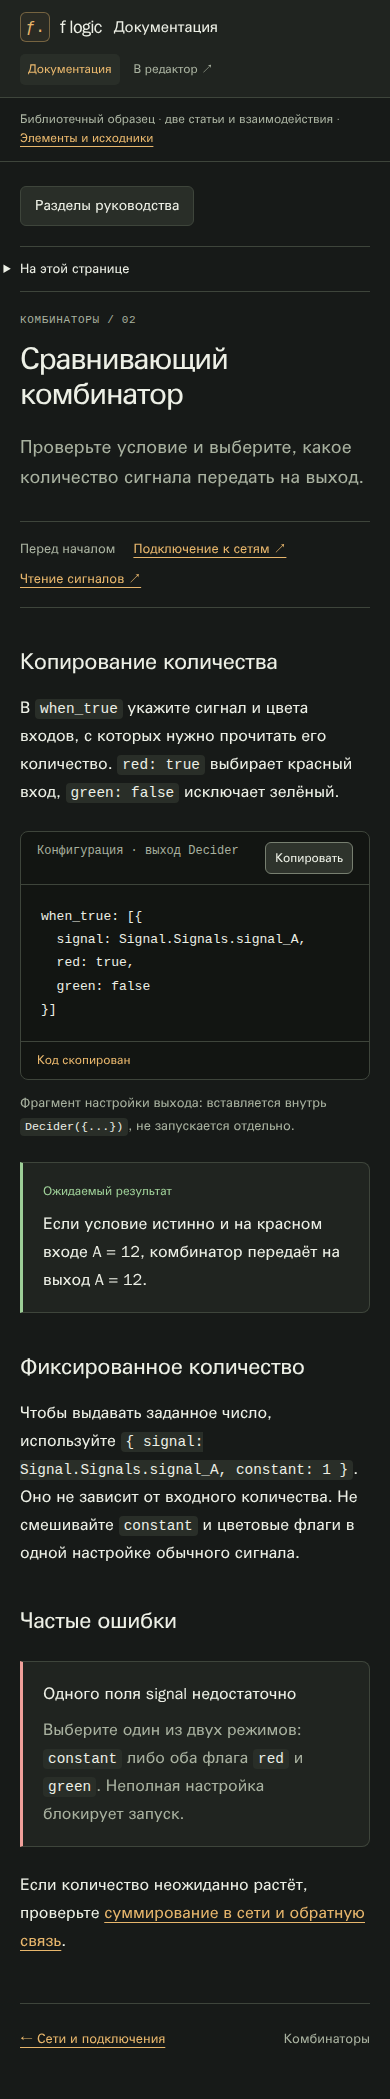 f. f logic Документация
Документация В редактор ↗
Библиотечный образец · две статьи и взаимодействия ·
Элементы и исходники
Разделы руководства
▶ На этой странице
КОМБИНАТОРЫ / 02
Сравнивающий
комбинатор
Проверьте условие и выберите, какое
количество сигнала передать на выход.
Перед началом Подключение к сетям ↗
Чтение сигналов ↗
Копирование количества
В when_true укажите сигнал и цвета
входов, с которых нужно прочитать его
количество. red: true выбирает красный
вход, green: false исключает зелёный.
Конфигурация · выход Decider Копировать
when_true: [{
  signal: Signal.Signals.signal_A,
  red: true,
  green: false
}]
Код скопирован
Фрагмент настройки выхода: вставляется внутрь
Decider({...}), не запускается отдельно.
Ожидаемый результат
Если условие истинно и на красном
входе A = 12, комбинатор передаёт на
выход A = 12.
Фиксированное количество
Чтобы выдавать заданное число,
используйте { signal:
Signal.Signals.signal_A, constant: 1 }.
Оно не зависит от входного количества. Не
смешивайте constant и цветовые флаги в
одной настройке обычного сигнала.
Частые ошибки
Одного поля signal недостаточно
Выберите один из двух режимов:
constant либо оба флага red и
green. Неполная настройка
блокирует запуск.
Если количество неожиданно растёт,
проверьте суммирование в сети и обратную
связь.
← Сети и подключения Комбинаторы